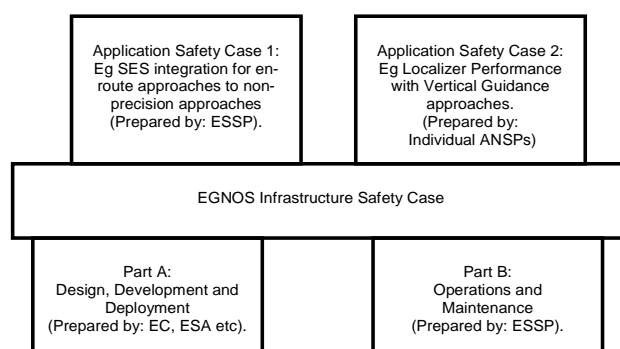 Application Safety Case 1:
Eg SES integration for en-
route approaches to non-
precision approaches
(Prepared by: ESSP).
Application Safety Case 2:
Eg Localizer Performance
with Vertical Guidance
approaches.
(Prepared by:
Individual ANSPs)
EGNOS Infrastructure Safety Case
Part A:
Design, Development and
Deployment
(Prepared by: EC, ESA etc).
Part B:
Operations and
Maintenance
(Prepared by: ESSP).